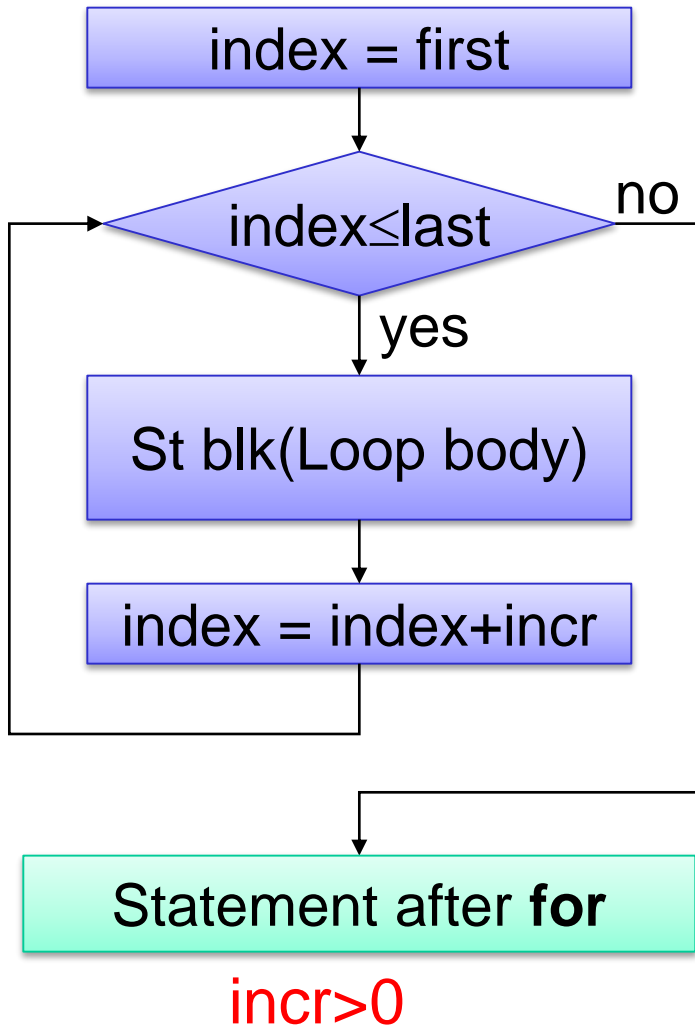 index = first
index≤last
no
yes
St blk(Loop body)
index = index+incr
Statement after for
incr>0